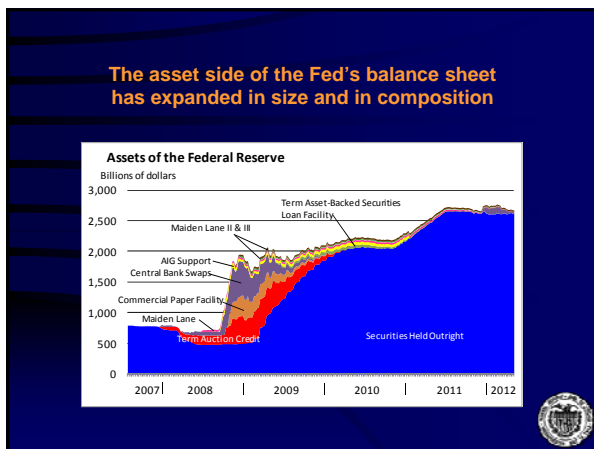 The asset side of the Fed's balance sheet
has expanded in size and in composition
Assets of the Federal Reserve
Billions of dollars
3,000
2,500
2,000
1,500
1,000
500
0
Term Asset-Backed Securities
Loan Facility
Maiden Lane II & III
AIG Support
Central Bank Swaps
Commercial Paper Facility
Maiden Lane
Term Auction Credit
Securities Held Outright
2007
2008
2009
2010
2011
2012